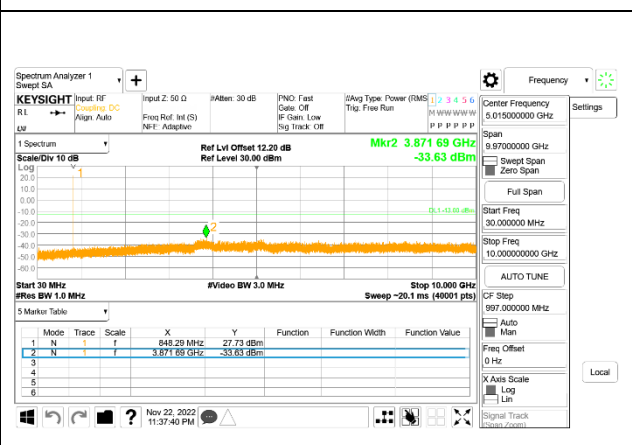 Spectrum Analyzer 1
Swept SA
+
Frequency
Settings
KEYSIGHT
RL
Input: RF
Coupling: DC
Align: Auto
Input Z: 50 Ω
Freq Ref: Int (S)
NFE: Adaptive
#Atten: 30 dB
PNO: Fast
Gate: Off
IF Gain: Low
Sig Track: Off
#Avg Type: Power (RMS
Trig: Free Run
1 2 3 4 5 6
M W W W W W
P P P P P P
1 Spectrum
Scale/Div 10 dB
Ref Lvl Offset 12.20 dB
Ref Level 30.00 dBm
Mkr2 3.871 69 GHz
-33.63 dBm
Log
20.0
10.0
0.00
-10.0
-20.0
-30.0
-40.0
-50.0
-60.0
1
2
DL1 -13.00 dBm
Start 30 MHz
#Res BW 1.0 MHz
#Video BW 3.0 MHz
Stop 10.000 GHz
Sweep ~20.1 ms (40001 pts)
5 Marker Table
Mode Trace Scale X Y Function Function Width Function Value
1 N 1 f 848.29 MHz 27.73 dBm
2 N 1 f 3.871 69 GHz -33.63 dBm
3
4
5
6
Nov 22, 2022
11:37:40 PM
Center Frequency
5.015000000 GHz
Span
9.97000000 GHz
Swept Span
Zero Span
Full Span
Start Freq
30.000000 MHz
Stop Freq
10.000000000 GHz
AUTO TUNE
CF Step
997.000000 MHz
Auto
Man
Freq Offset
0 Hz
X Axis Scale
Log
Lin
Signal Track
(Span Zoom)
Local